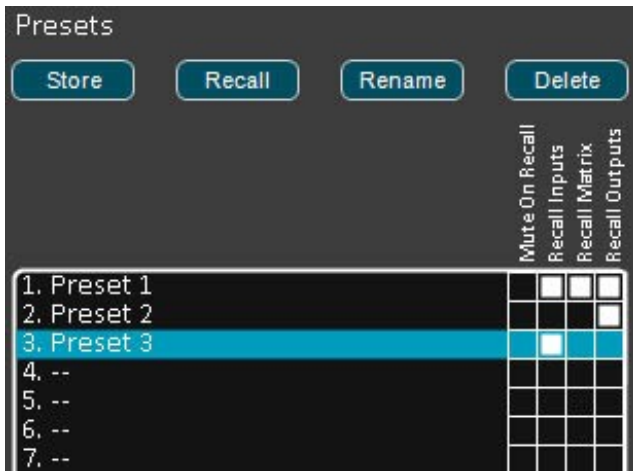 Presets
Store Recall Rename Delete
Mute On Recall
Recall Inputs
Recall Matrix
Recall Outputs
1. Preset 1
2. Preset 2
3. Preset 3
4. --
5. --
6. --
7. --